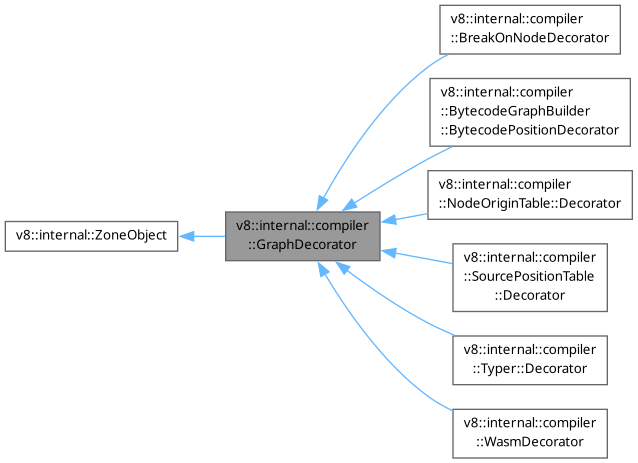 v8::internal::compiler
::BreakOnNodeDecorator
v8::internal::compiler
::BytecodeGraphBuilder
::BytecodePositionDecorator
v8::internal::compiler
::NodeOriginTable::Decorator
v8::internal::ZoneObject
v8::internal::compiler
::GraphDecorator
v8::internal::compiler
::SourcePositionTable
::Decorator
v8::internal::compiler
::Typer::Decorator
v8::internal::compiler
::WasmDecorator